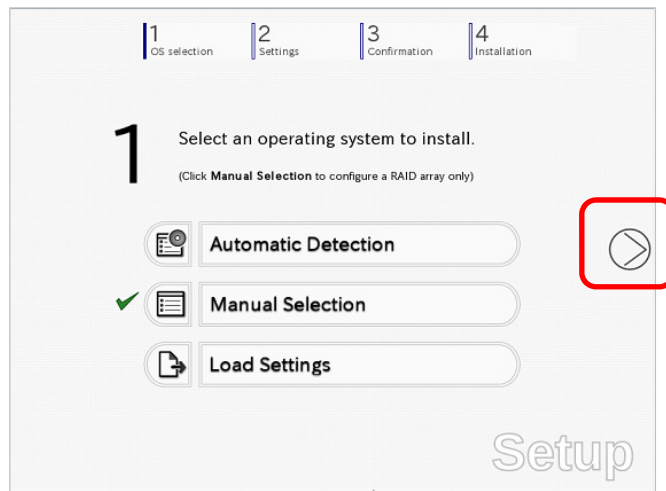 1
OS selection
2
Settings
3
Confirmation
4
Installation
1
Select an operating system to install.
(Click Manual Selection to configure a RAID array only)
Automatic Detection
Manual Selection
Load Settings
Setup